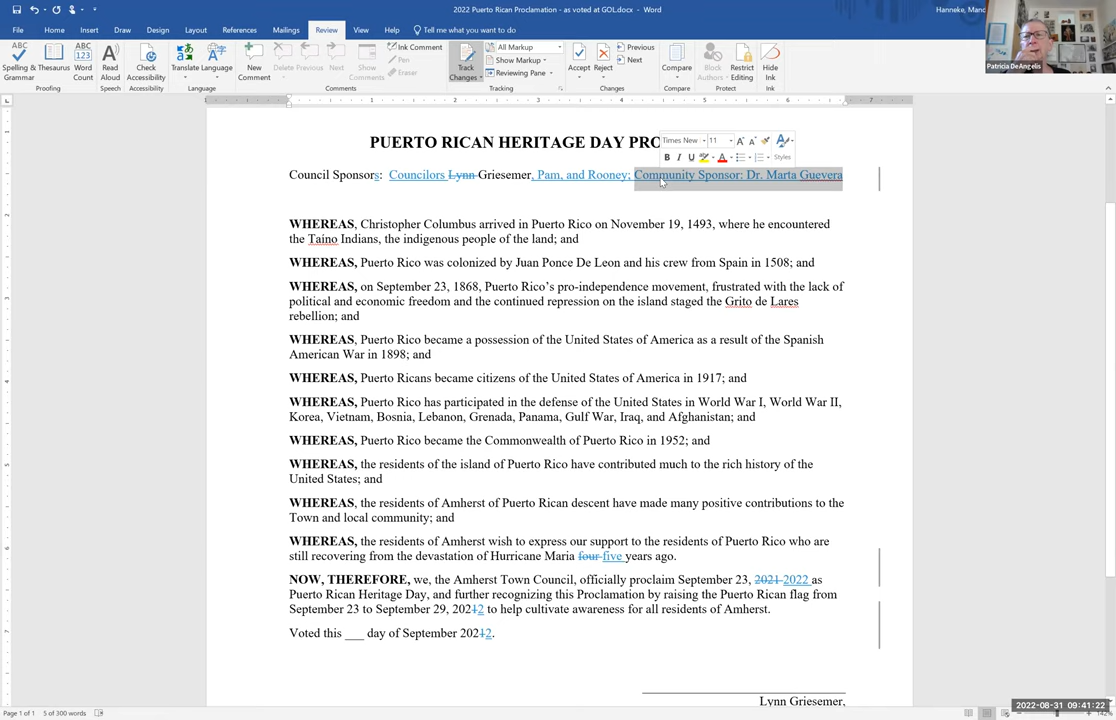 2022 Puerto Rican Proclamation - as voted at GOL.docx - Word
Hanneke, Mand
File Home Insert Draw Design Layout References Mailings Review View Help Tell me what you want to do
Patricia DeAngelis
Spelling & Grammar
Thesaurus
Word Count
Read Aloud
Check Accessibility
Translate
Language
New Comment
Delete
Previous
Next
Show Comments
Ink Comment
Pen
Eraser
Track Changes
All Markup
Show Markup
Reviewing Pane
Accept
Reject
Previous
Next
Compare
Block Authors
Restrict Editing
Hide Ink
Proofing Speech Accessibility Language Comments Tracking Changes Compare Protect Ink
PUERTO RICAN HERITAGE DAY PRO
Times New 11
Styles
Council Sponsors: Councilors Lynn Griesemer, Pam, and Rooney; Community Sponsor: Dr. Marta Guevera
WHEREAS, Christopher Columbus arrived in Puerto Rico on November 19, 1493, where he encountered
the Taíno Indians, the indigenous people of the land; and
WHEREAS, Puerto Rico was colonized by Juan Ponce De Leon and his crew from Spain in 1508; and
WHEREAS, on September 23, 1868, Puerto Rico's pro-independence movement, frustrated with the lack of
political and economic freedom and the continued repression on the island staged the Grito de Lares
rebellion; and
WHEREAS, Puerto Rico became a possession of the United States of America as a result of the Spanish
American War in 1898; and
WHEREAS, Puerto Ricans became citizens of the United States of America in 1917; and
WHEREAS, Puerto Rico has participated in the defense of the United States in World War I, World War II,
Korea, Vietnam, Bosnia, Lebanon, Grenada, Panama, Gulf War, Iraq, and Afghanistan; and
WHEREAS, Puerto Rico became the Commonwealth of Puerto Rico in 1952; and
WHEREAS, the residents of the island of Puerto Rico have contributed much to the rich history of the
United States; and
WHEREAS, the residents of Amherst of Puerto Rican descent have made many positive contributions to the
Town and local community; and
WHEREAS, the residents of Amherst wish to express our support to the residents of Puerto Rico who are
still recovering from the devastation of Hurricane Maria four five years ago.
NOW, THEREFORE, we, the Amherst Town Council, officially proclaim September 23, 2021 2022 as
Puerto Rican Heritage Day, and further recognizing this Proclamation by raising the Puerto Rican flag from
September 23 to September 29, 20212 to help cultivate awareness for all residents of Amherst.
Voted this ___ day of September 20212.
Lynn Griesemer,
Page 1 of 1 5 of 300 words
2022-08-31 09:41:22